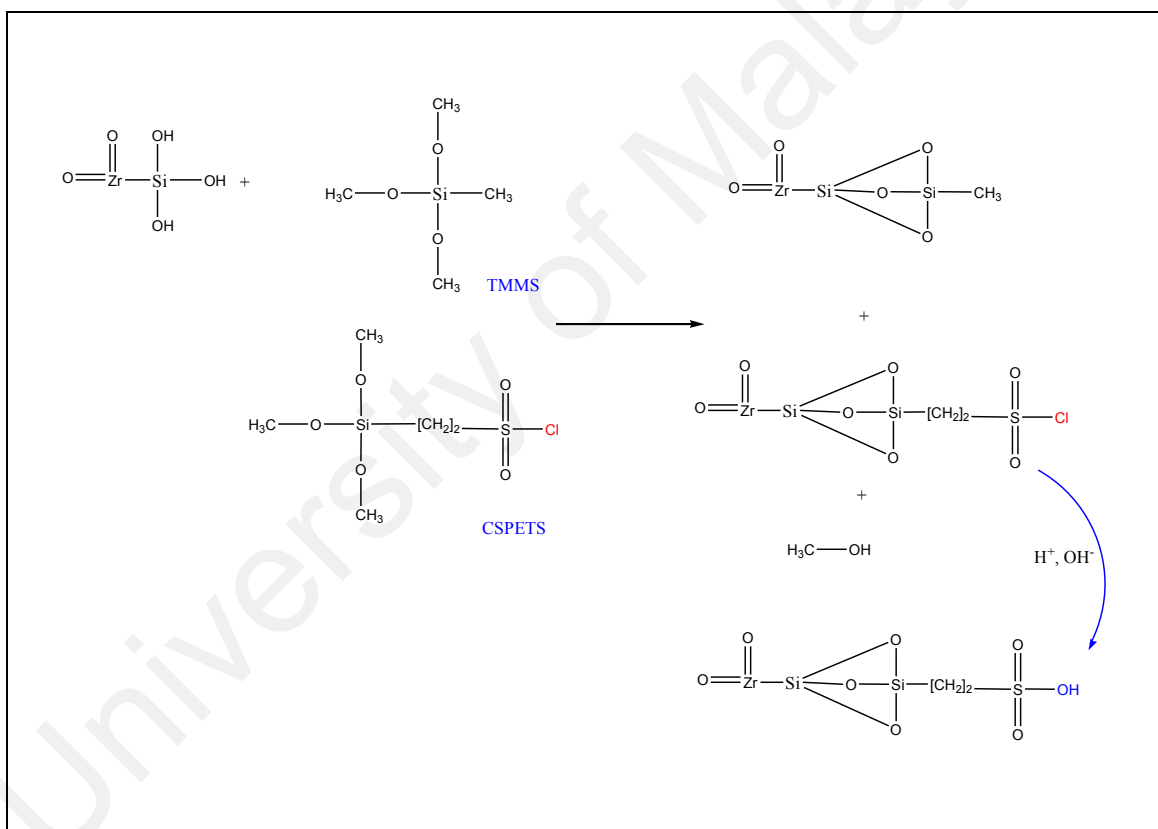 O
O
Zr
Si
OH
OH
OH
+
CH₃
O
H₃C
O
Si
CH₃
O
CH₃
TMMS
CH₃
O
H₃C
O
Si
[CH₂]₂
S
O
O
Cl
O
CH₃
CSPETS
O
O
Zr
Si
O
O
Si
CH₃
O
+
O
O
Zr
Si
O
O
Si
[CH₂]₂
S
O
O
Cl
O
+
H₃C
OH
H⁺, OH⁻
O
O
Zr
Si
O
O
Si
[CH₂]₂
S
O
O
OH
O
University of Malay